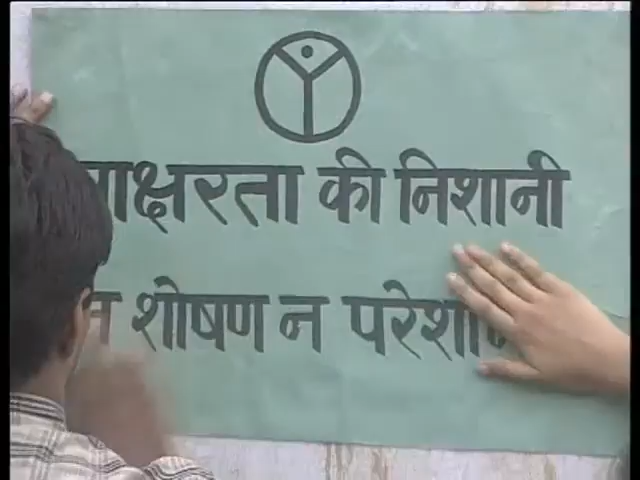 साक्षरता की निशानी
न शोषण न परेशानी